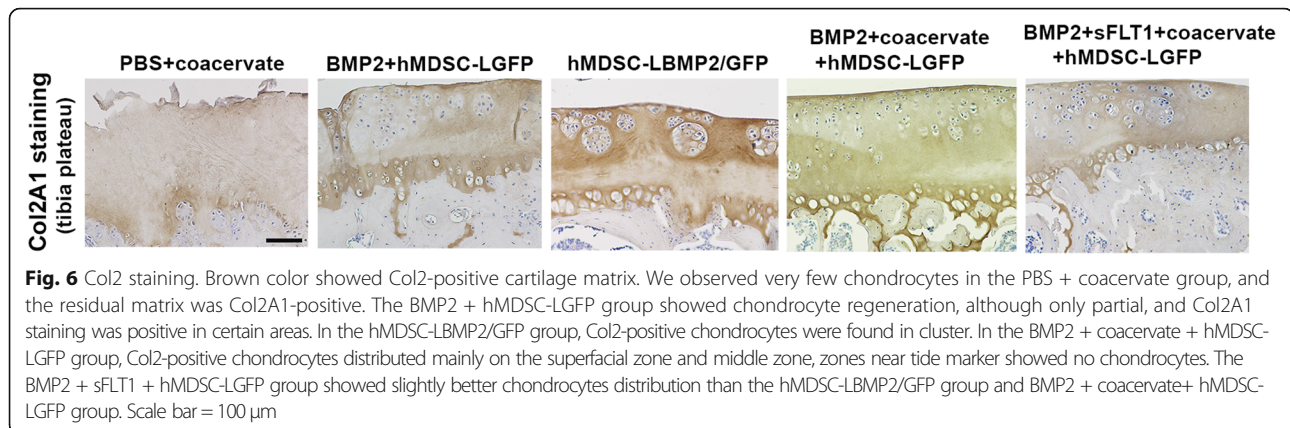 PBS+coacervate
BMP2+hMDSC-LGFP
hMDSC-LBMP2/GFP
BMP2+coacervate
+hMDSC-LGFP
BMP2+sFLT1+coacervate
+hMDSC-LGFP
Col2A1 staining
(tibia plateau)
Fig. 6 Col2 staining. Brown color showed Col2-positive cartilage matrix. We observed very few chondrocytes in the PBS + coacervate group, and
the residual matrix was Col2A1-positive. The BMP2 + hMDSC-LGFP group showed chondrocyte regeneration, although only partial, and Col2A1
staining was positive in certain areas. In the hMDSC-LBMP2/GFP group, Col2-positive chondrocytes were found in cluster. In the BMP2 + coacervate + hMDSC-
LGFP group, Col2-positive chondrocytes distributed mainly on the superfacial zone and middle zone, zones near tide marker showed no chondrocytes. The
BMP2 + sFLT1 + hMDSC-LGFP group showed slightly better chondrocytes distribution than the hMDSC-LBMP2/GFP group and BMP2 + coacervate+ hMDSC-
LGFP group. Scale bar = 100 μm